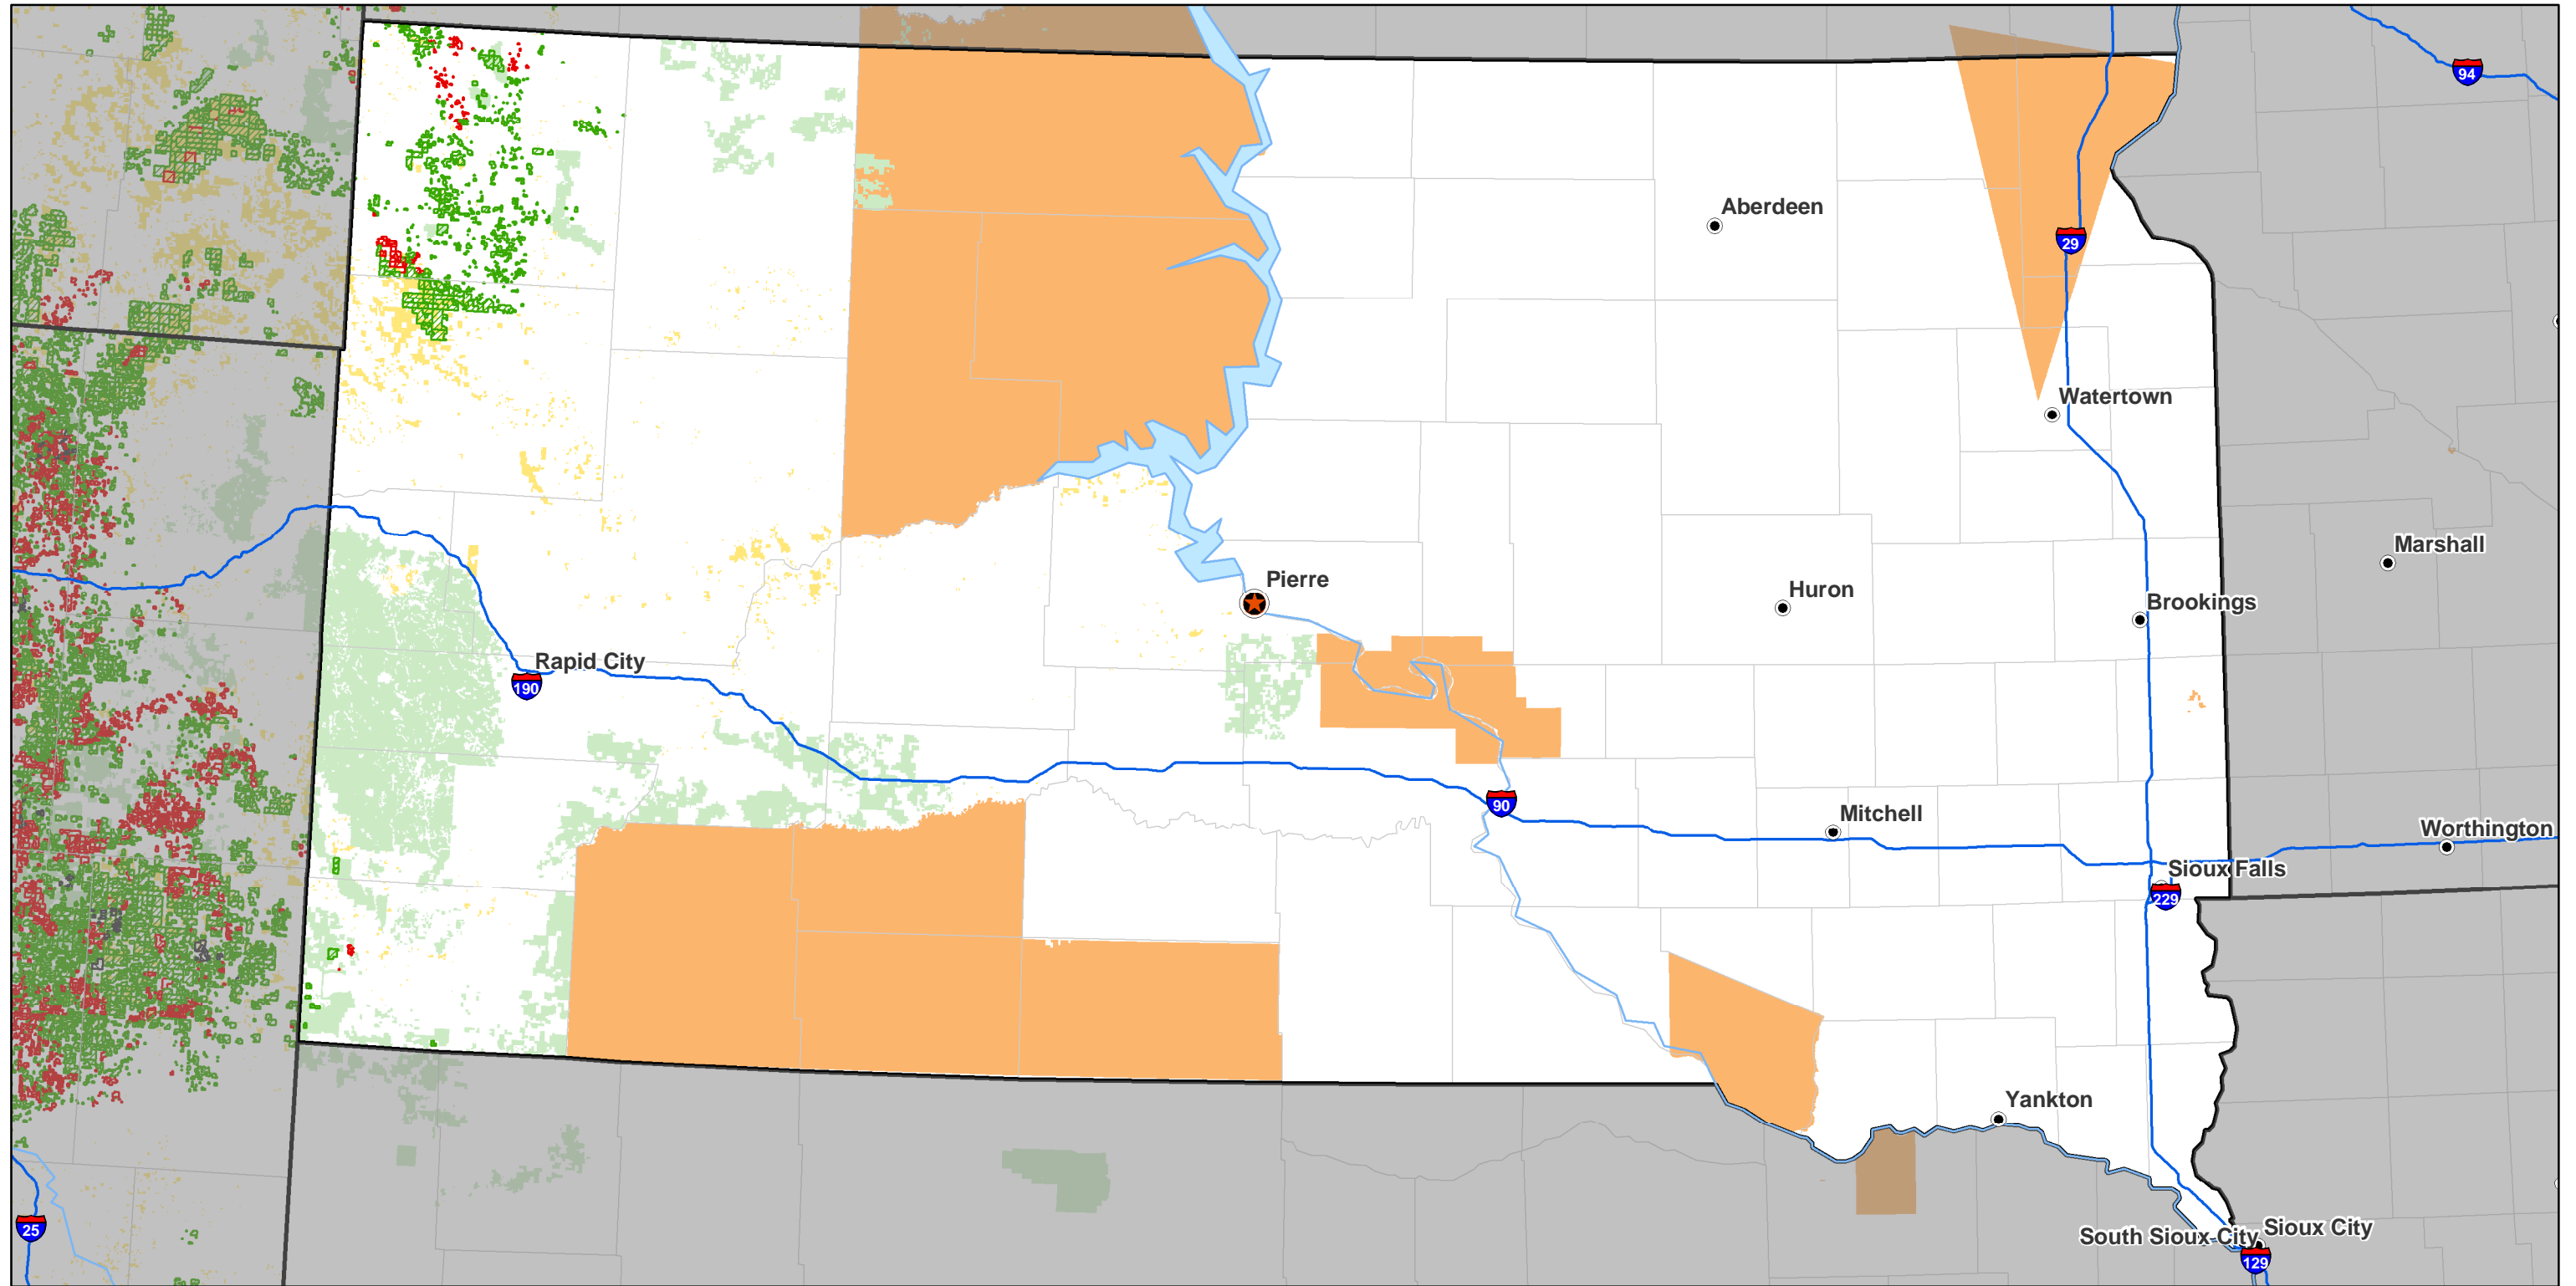 94
Aberdeen
29
Watertown
Marshall
Pierre
Huron
Brookings
Rapid City
190
90
Mitchell
Worthington
Sioux Falls
229
Yankton
25
South Sioux City
Sioux City
129